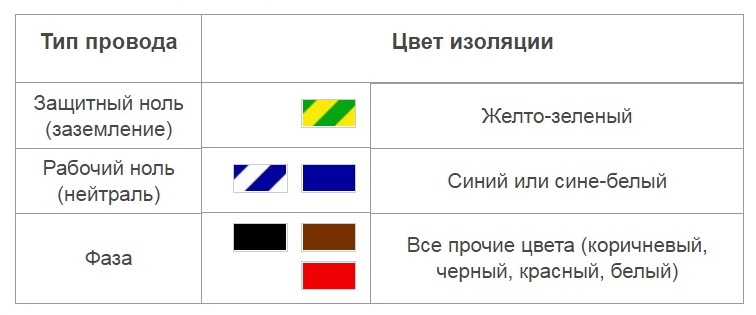 Тип провода
Цвет изоляции
Защитный ноль
(заземление)
Желто-зеленый
Рабочий ноль
(нейтраль)
Синий или сине-белый
Фаза
Все прочие цвета (коричневый,
черный, красный, белый)